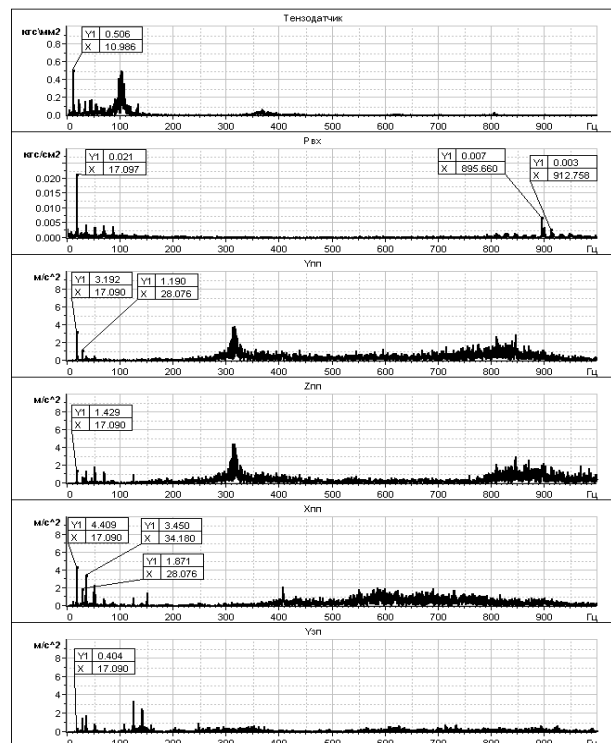 Тензодатчик
кгс\мм2
Y1 0.506
X 10.986
0.8
0.6
0.4
0.2
0.0
0 100 200 300 400 500 600 700 800 900 Гц
P вх
кгс/см2
Y1 0.021
X 17.097
Y1 0.007
X 895.660
Y1 0.003
X 912.758
0.020
0.015
0.010
0.005
0.000
0 100 200 300 400 500 600 700 800 900 Гц
Yпп
м/с^2
Y1 3.192
X 17.090
Y1 1.190
X 28.076
8
6
4
2
0
0 100 200 300 400 500 600 700 800 900 Гц
Zпп
м/с^2
Y1 1.429
X 17.090
8
6
4
2
0
0 100 200 300 400 500 600 700 800 900 Гц
Xпп
м/с^2
Y1 4.409
X 17.090
Y1 3.450
X 34.180
Y1 1.871
X 28.076
8
6
4
2
0
0 100 200 300 400 500 600 700 800 900 Гц
Yзп
м/с^2
Y1 0.404
X 17.090
8
6
4
2
0
0 100 200 300 400 500 600 700 800 900 Гц